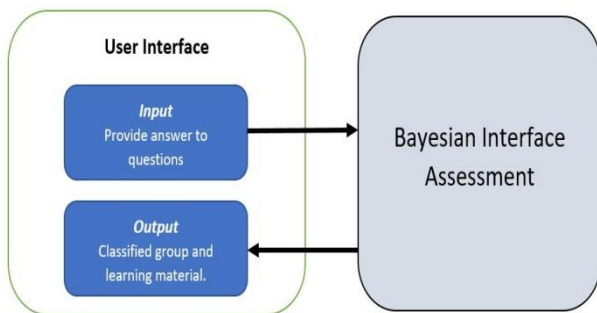 User Interface
Input
Provide answer to
questions
Output
Classified group and
learning material.
Bayesian Interface
Assessment